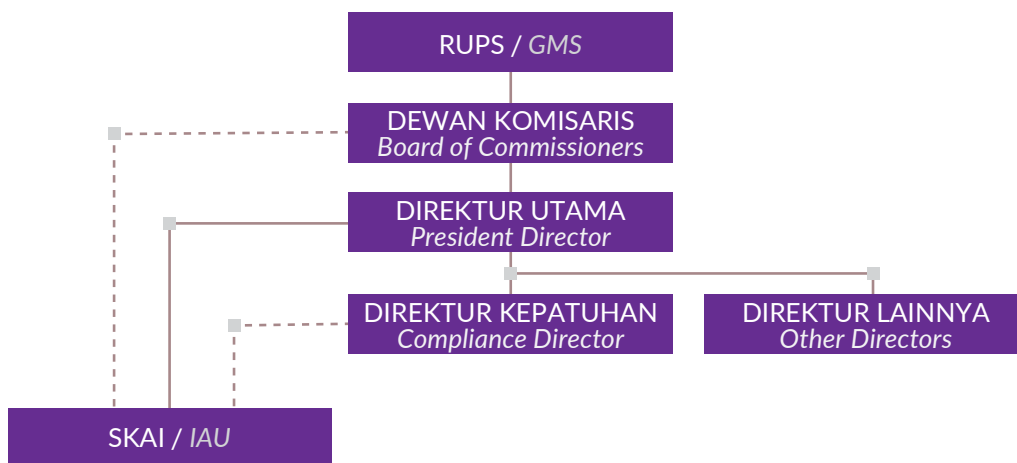 RUPS / GMS
DEWAN KOMISARIS
Board of Commissioners
DIREKTUR UTAMA
President Director
DIREKTUR KEPATUHAN
Compliance Director
DIREKTUR LAINNYA
Other Directors
SKAI / IAU